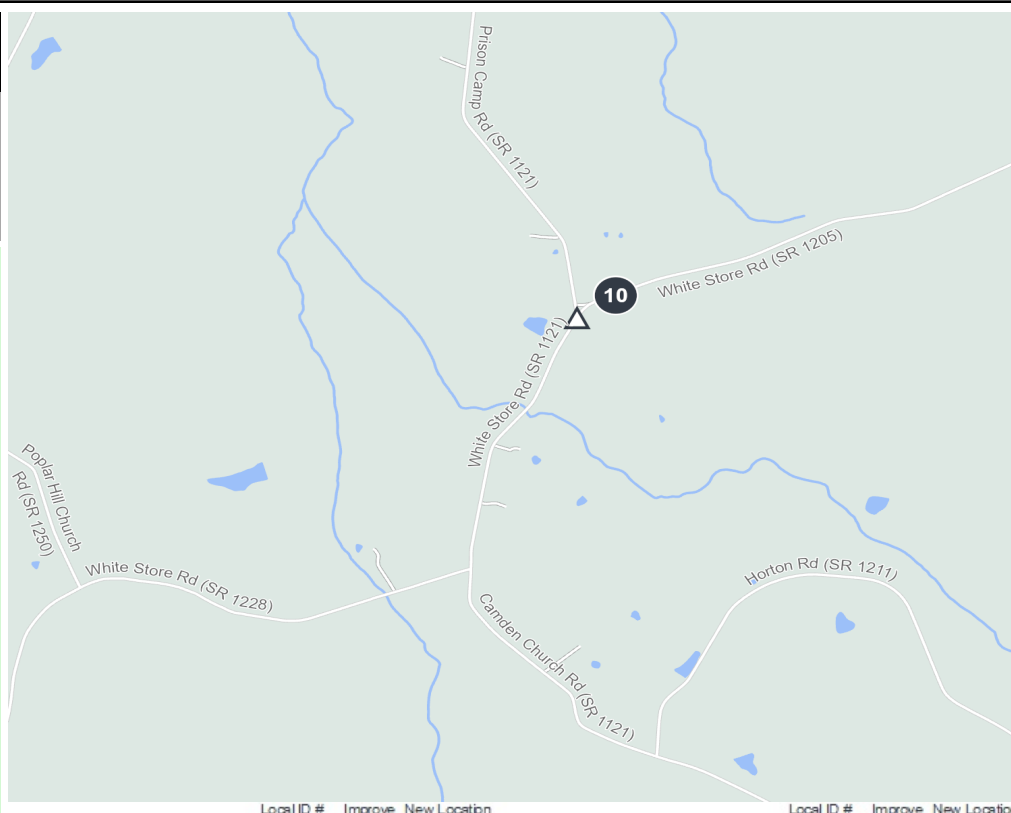 Prison Camp Rd (SR 1121)
White Store Rd (SR 1205)
10
White Store Rd (SR 1121)
Poplar Hill Church
Rd (SR 1250)
White Store Rd (SR 1228)
Horton Rd (SR 1211)
Camden Church Rd (SR 1121)
Local ID # Improve New Location Local ID # Improve New Locatio